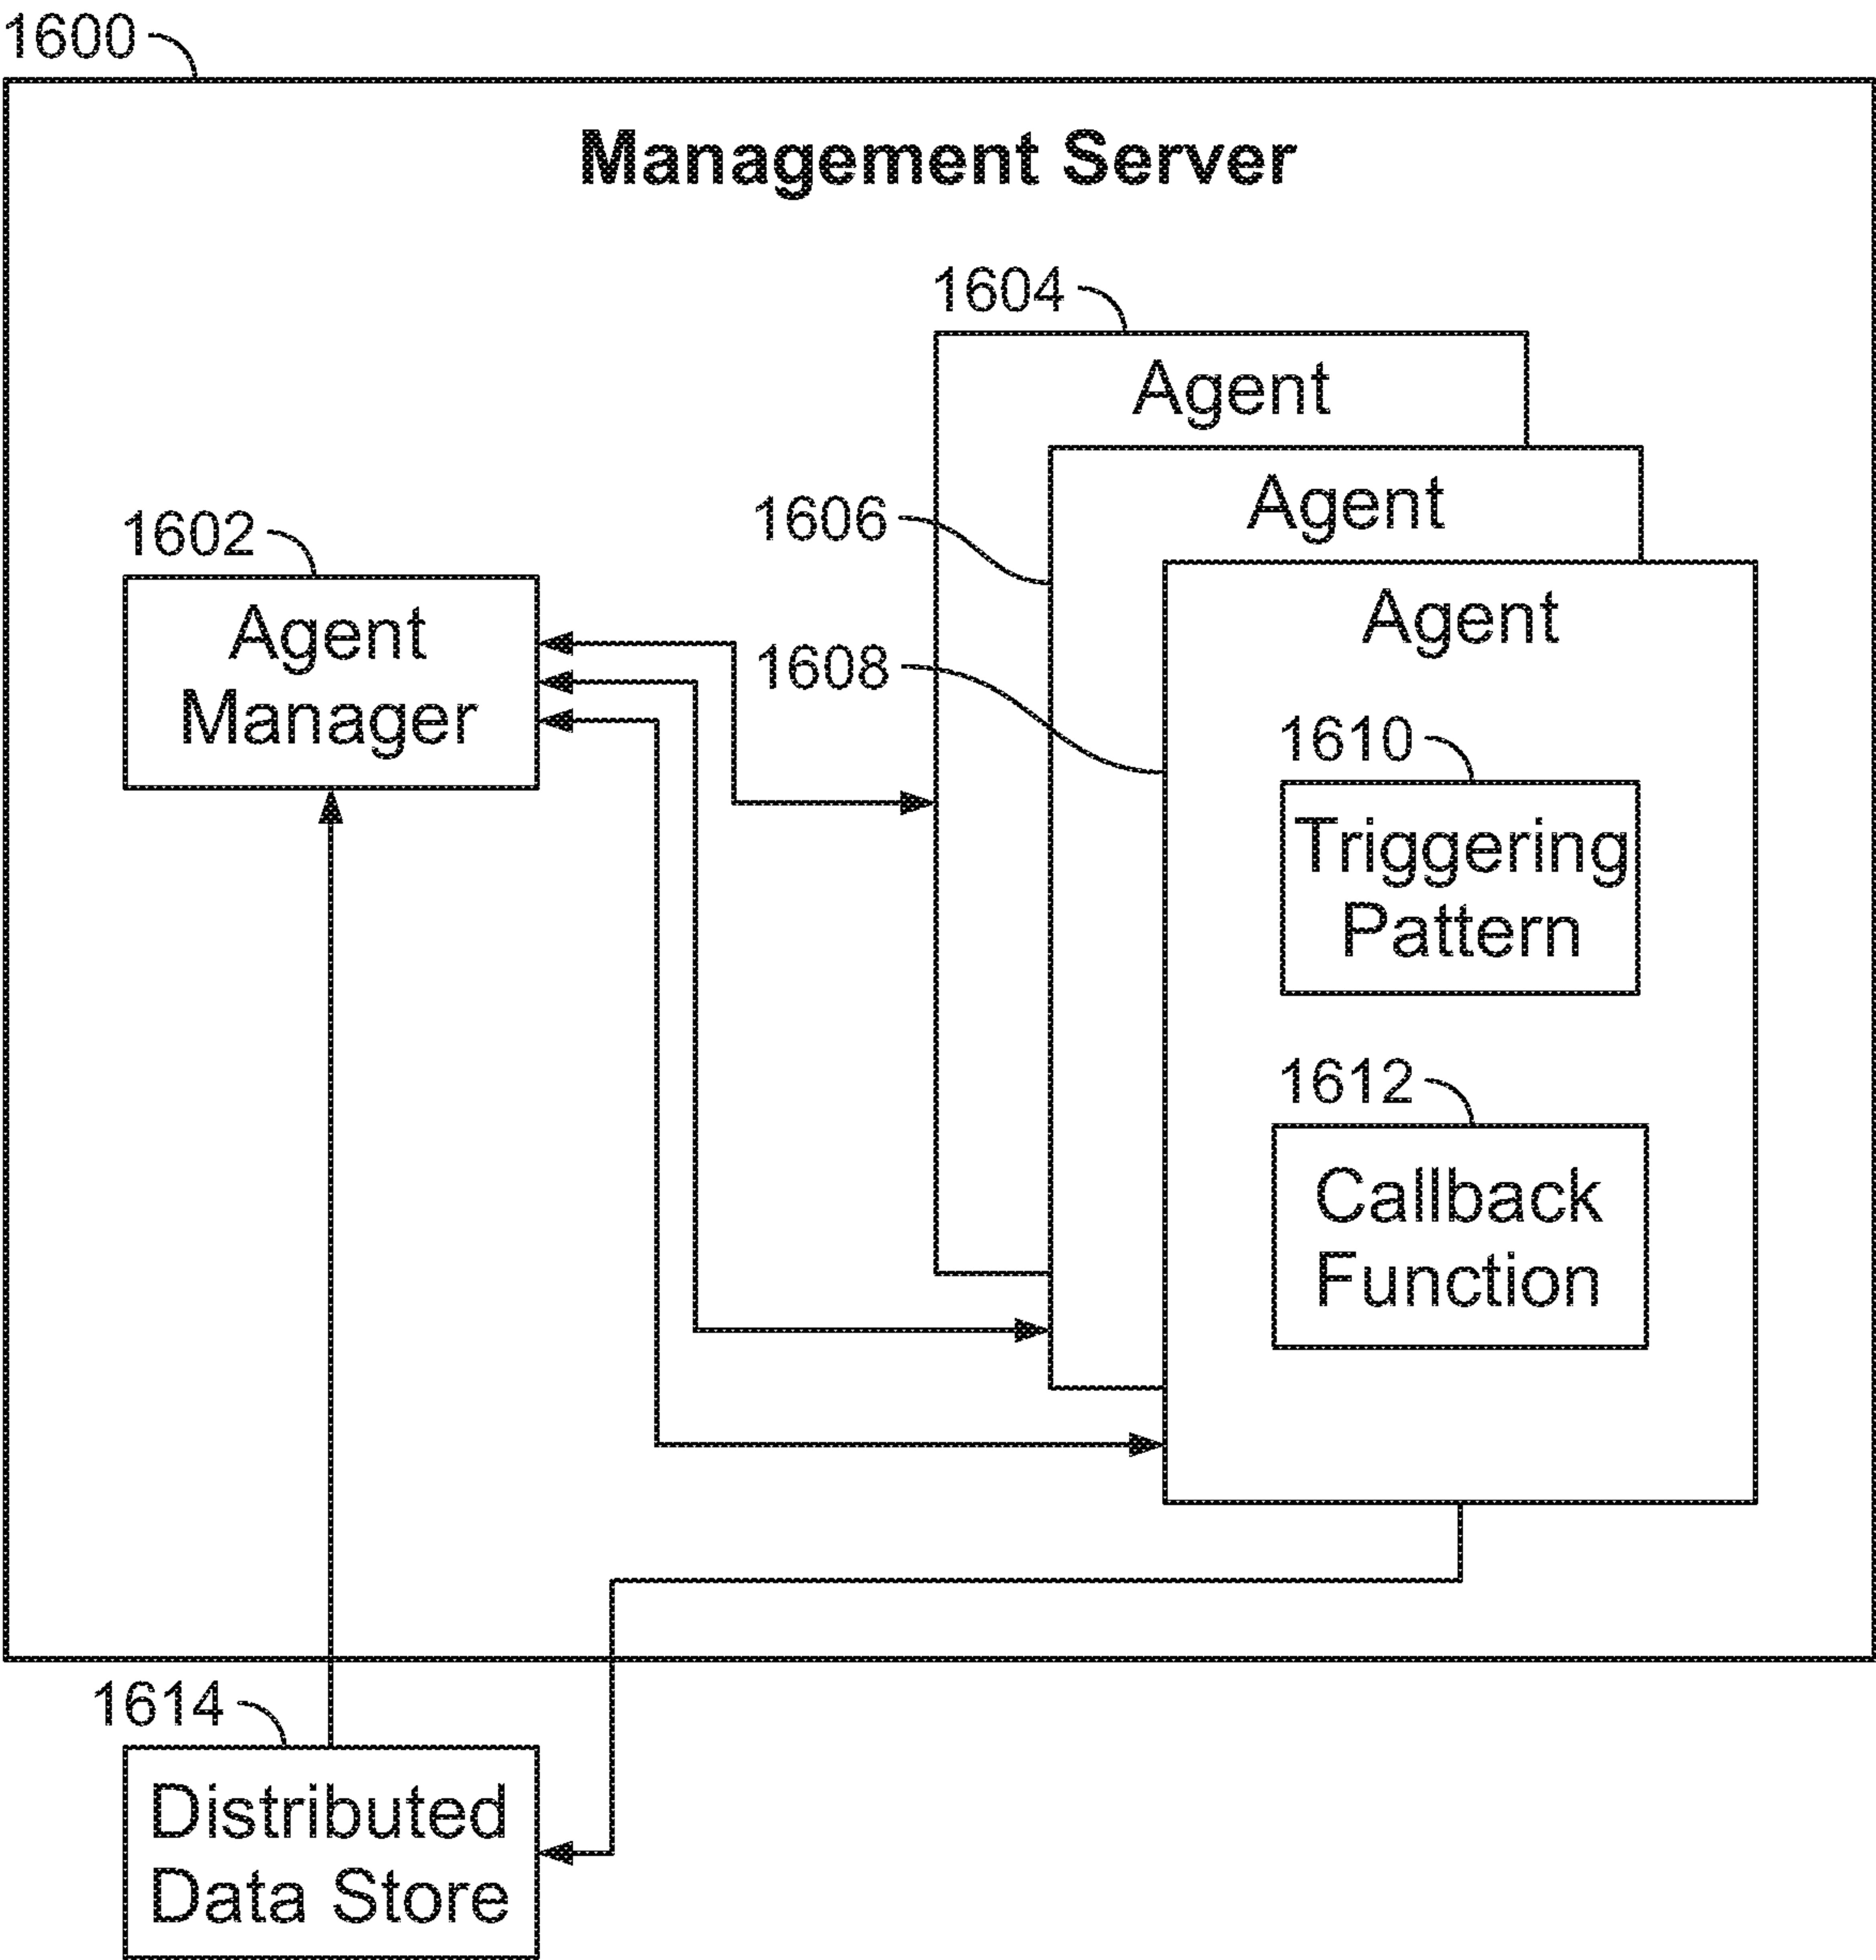 1600
Management Server
1604
Agent
1606
Agent
1602
Agent
Manager
1608
Agent
1610
Triggering
Pattern
1612
Callback
Function
1614
Distributed
Data Store